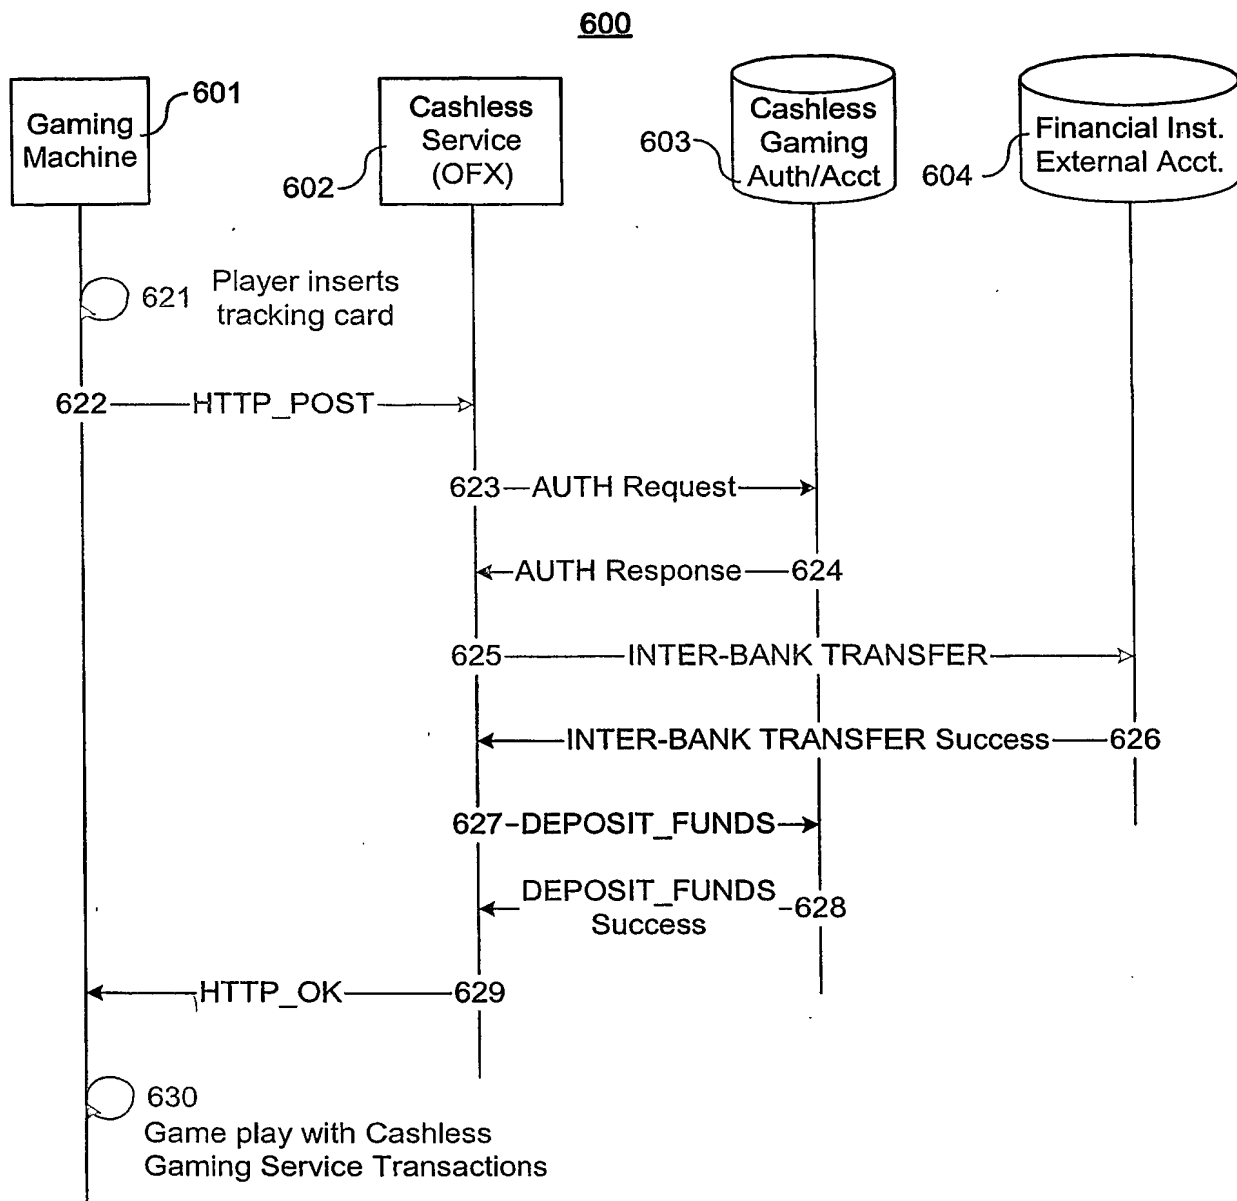 600
Gaming
Machine
601
Cashless
Service
(OFX)
602
Cashless
Gaming
Auth/Acct
603
Financial Inst.
External Acct.
604
621 Player inserts
tracking card
622 HTTP_POST
623 AUTH Request
AUTH Response 624
625 INTER-BANK TRANSFER
INTER-BANK TRANSFER Success 626
627 DEPOSIT_FUNDS
DEPOSIT_FUNDS
Success
628
HTTP_OK 629
630
Game play with Cashless
Gaming Service Transactions